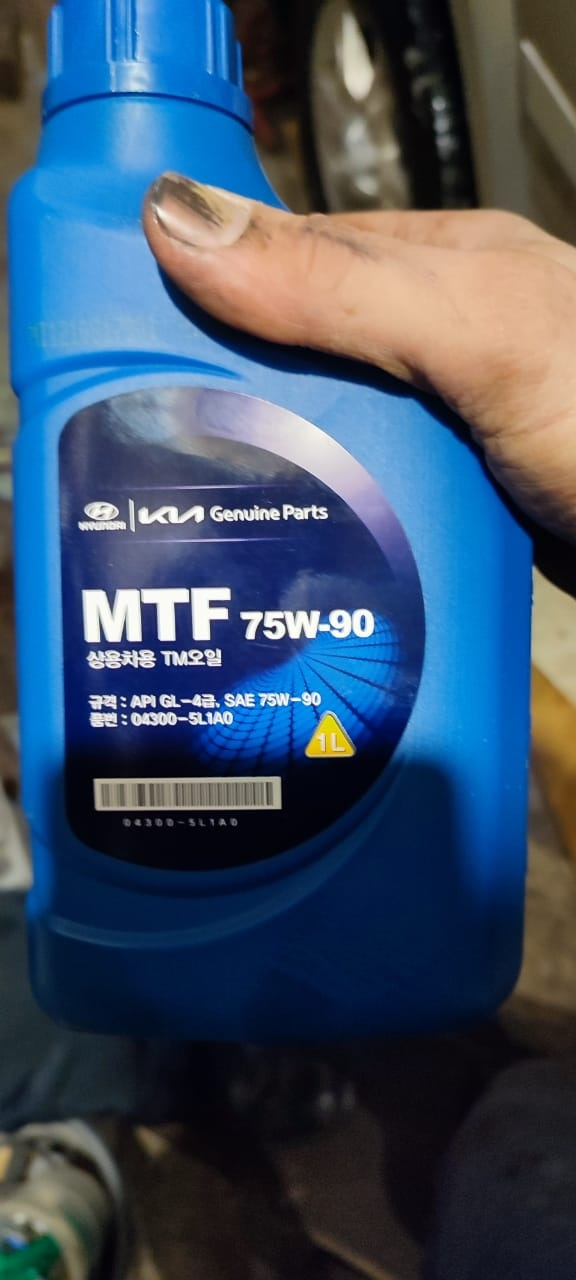 HYUNDAI | KIA Genuine Parts
MTF 75W-90
상용차용 TM오일
규격 : API GL-4급, SAE 75W-90
품번 : 04300-5L1A0
1L
04300-5L1A0